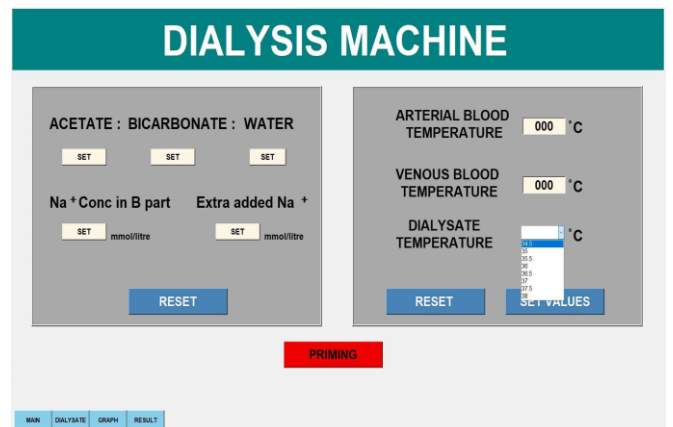 DIALYSIS MACHINE
ACETATE : BICARBONATE : WATER
SET SET SET
Na + Conc in B part Extra added Na +
SET mmol/litre SET mmol/litre
RESET
ARTERIAL BLOOD
TEMPERATURE 000 °C
VENOUS BLOOD
TEMPERATURE 000 °C
DIALYSATE
TEMPERATURE °C
34.5
35
35.5
36
36.5
37
37.5
38
RESET SET VALUES
PRIMING
MAIN DIALYSATE GRAPH RESULT